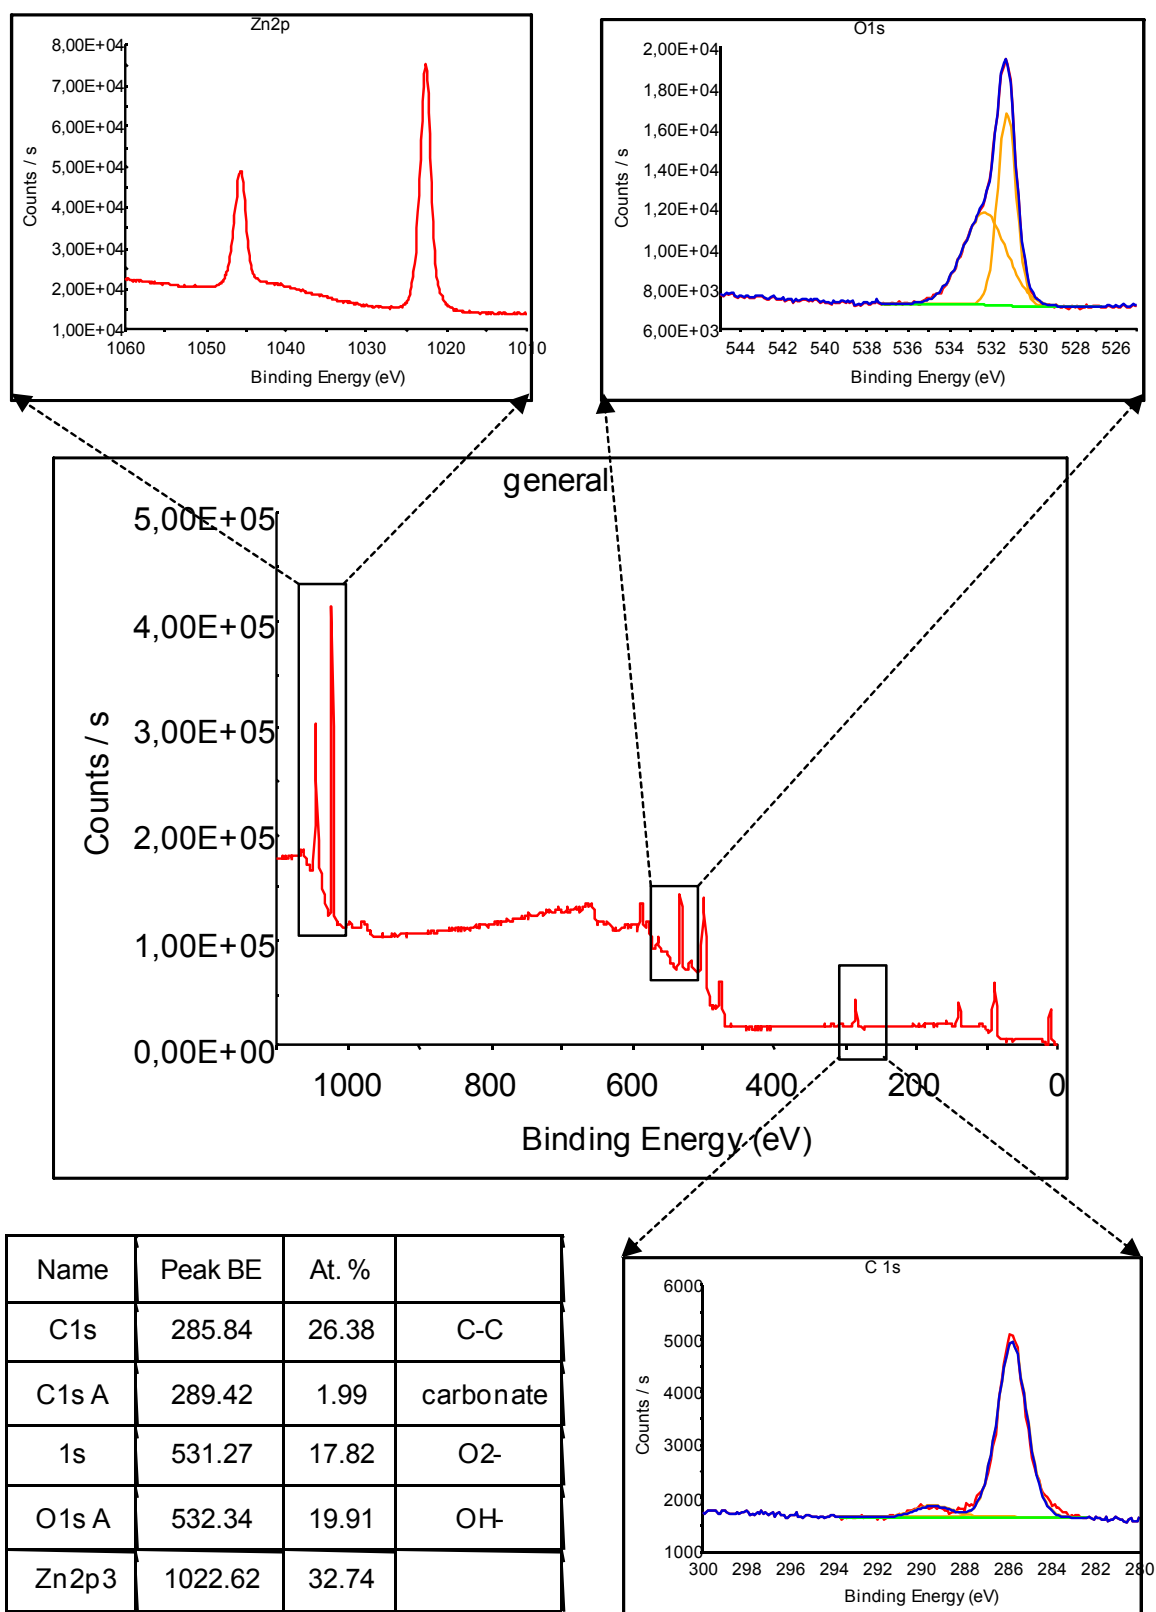 Zn2p
8,00E+04
7,00E+04
6,00E+04
5,00E+04
4,00E+04
3,00E+04
2,00E+04
1,00E+04
Counts / s
1060 1050 1040 1030 1020 1010
Binding Energy (eV)
O1s
2,00E+04
1,80E+04
1,60E+04
1,40E+04
1,20E+04
1,00E+04
8,00E+03
6,00E+03
Counts / s
544 542 540 538 536 534 532 530 528 526
Binding Energy (eV)
general
5,00E+05
4,00E+05
3,00E+05
2,00E+05
1,00E+05
0,00E+00
Counts / s
1000 800 600 400 200 0
Binding Energy (eV)
Name Peak BE At. %
C1s 285.84 26.38 C-C
C1s A 289.42 1.99 carbonate
1s 531.27 17.82 O2-
O1s A 532.34 19.91 OH-
Zn2p3 1022.62 32.74
C 1s
6000
5000
4000
3000
2000
1000
Counts / s
300 298 296 294 292 290 288 286 284 282 280
Binding Energy (eV)